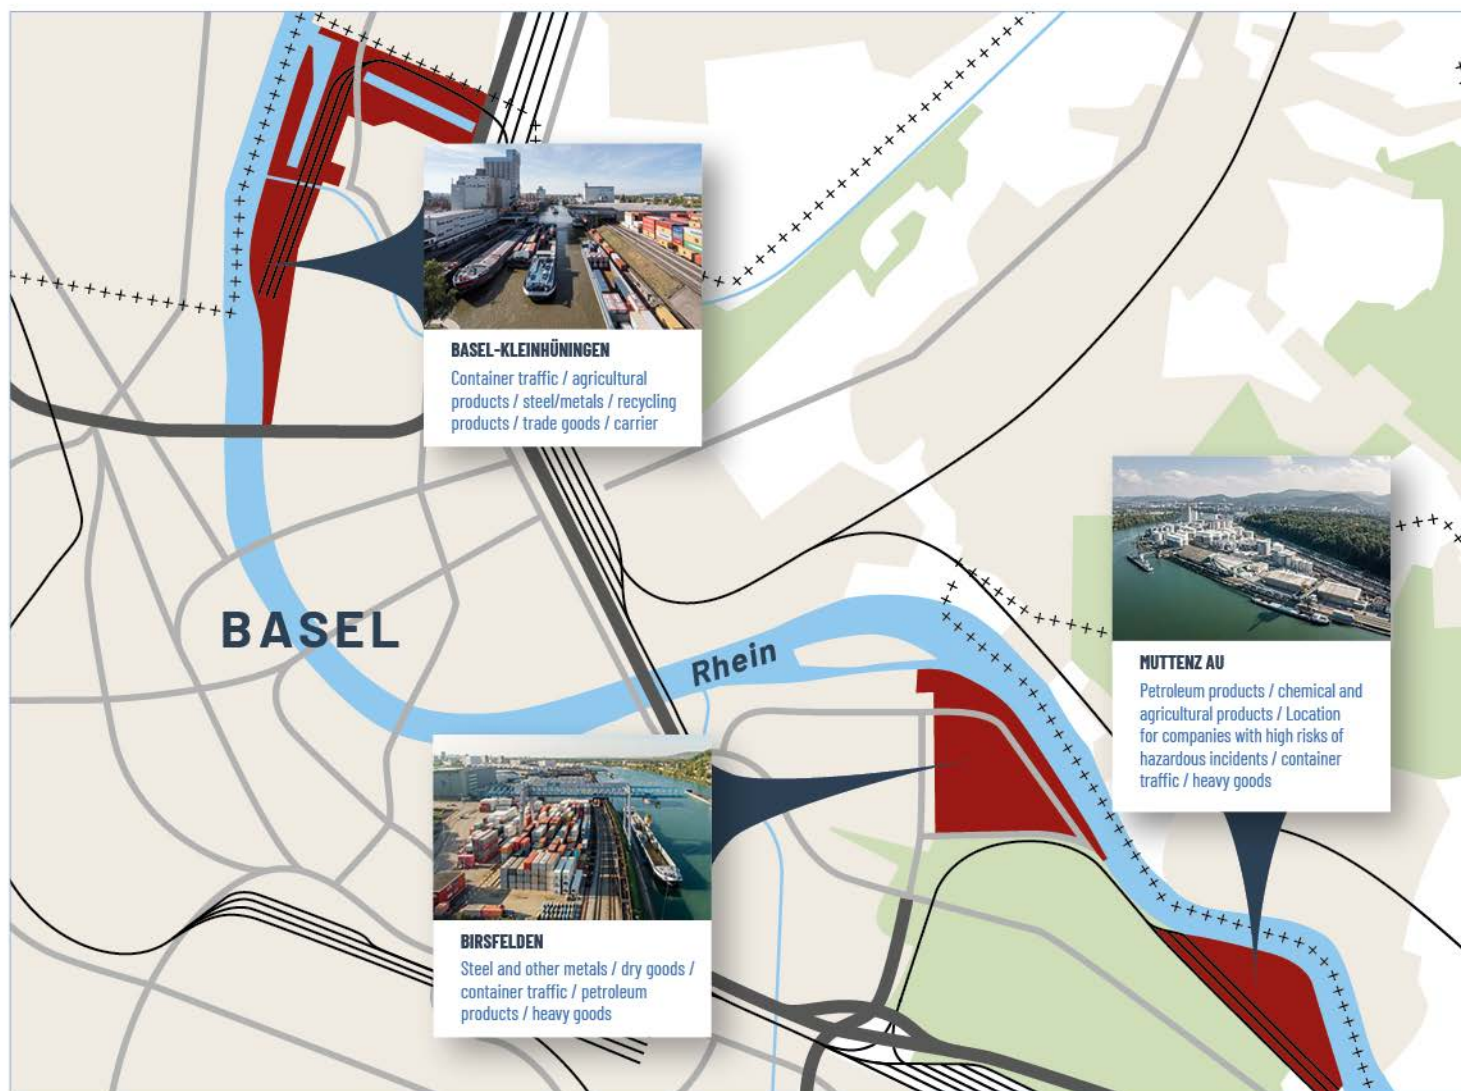 BASEL-KLEINHÜNINGEN
Container traffic / agricultural
products / steel/metals / recycling
products / trade goods / carrier
BASEL
Rhein
MUTTENZ AU
Petroleum products / chemical and
agricultural products / Location
for companies with high risks of
hazardous incidents / container
traffic / heavy goods
BIRSFELDEN
Steel and other metals / dry goods /
container traffic / petroleum
products / heavy goods